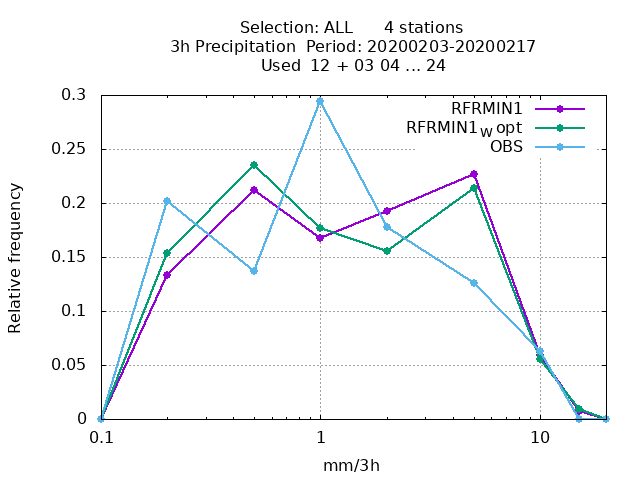 Selection: ALL 4 stations
3h Precipitation Period: 20200203-20200217
Used 12 + 03 04 ... 24
0.3
RFRMIN1
RFRMIN1w opt
OBS
0.25
0.2
0.15
0.1
0.05
0
Relative frequency
0.1 1 10
mm/3h